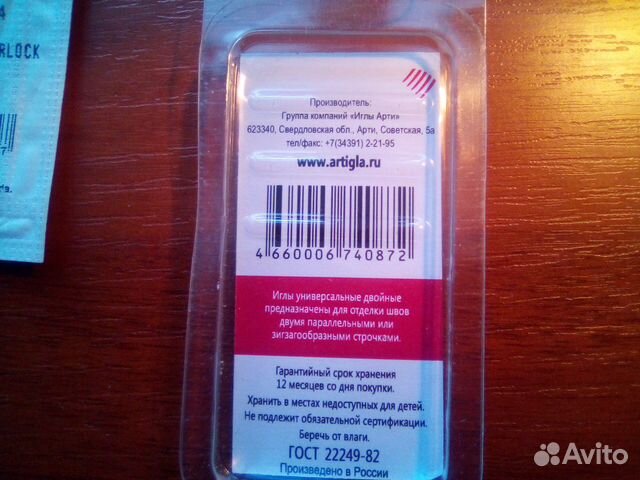 4
RLOCK
7
Производитель:
Группа компаний «Иглы Арти»
623340, Свердловская обл., Арти, Советская, 5а
тел/факс: +7(34391) 2-21-95
www.artigla.ru
4 660006 740872
Иглы универсальные двойные
предназначены для отделки швов
двумя параллельными или
зигзагообразными строчками.
Гарантийный срок хранения
12 месяцев со дня покупки.
Хранить в местах недоступных для детей.
Не подлежит обязательной сертификации.
Беречь от влаги.
ГОСТ 22249-82
Произведено в России
Avito